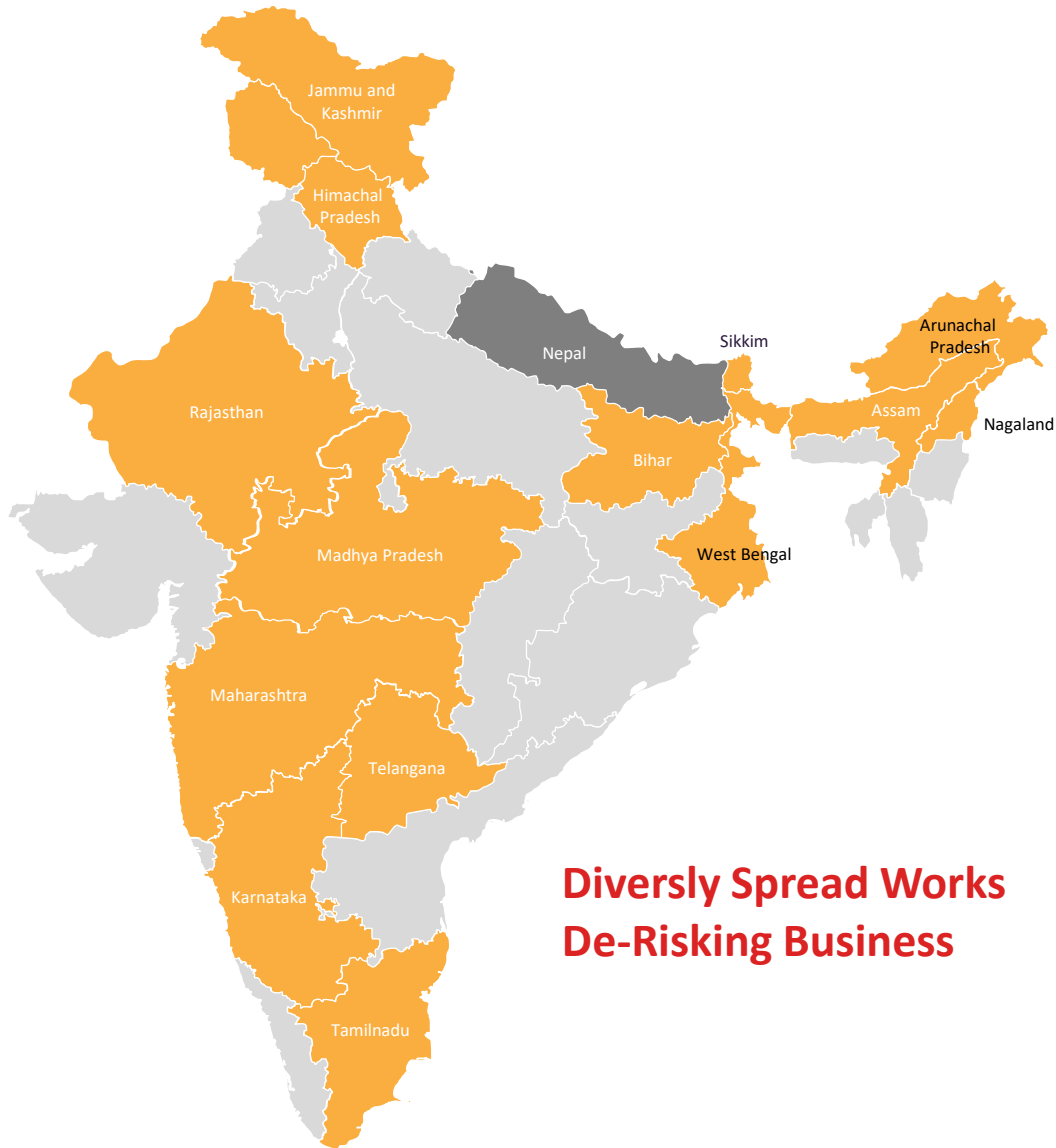 Jammu and
Kashmir
Himachal
Pradesh
Nepal
Sikkim
Arunachal
Pradesh
Rajasthan
Assam
Nagaland
Bihar
Madhya Pradesh
West Bengal
Maharashtra
Telangana
Karnataka
Diversly Spread Works
De-Risking Business
Tamilnadu